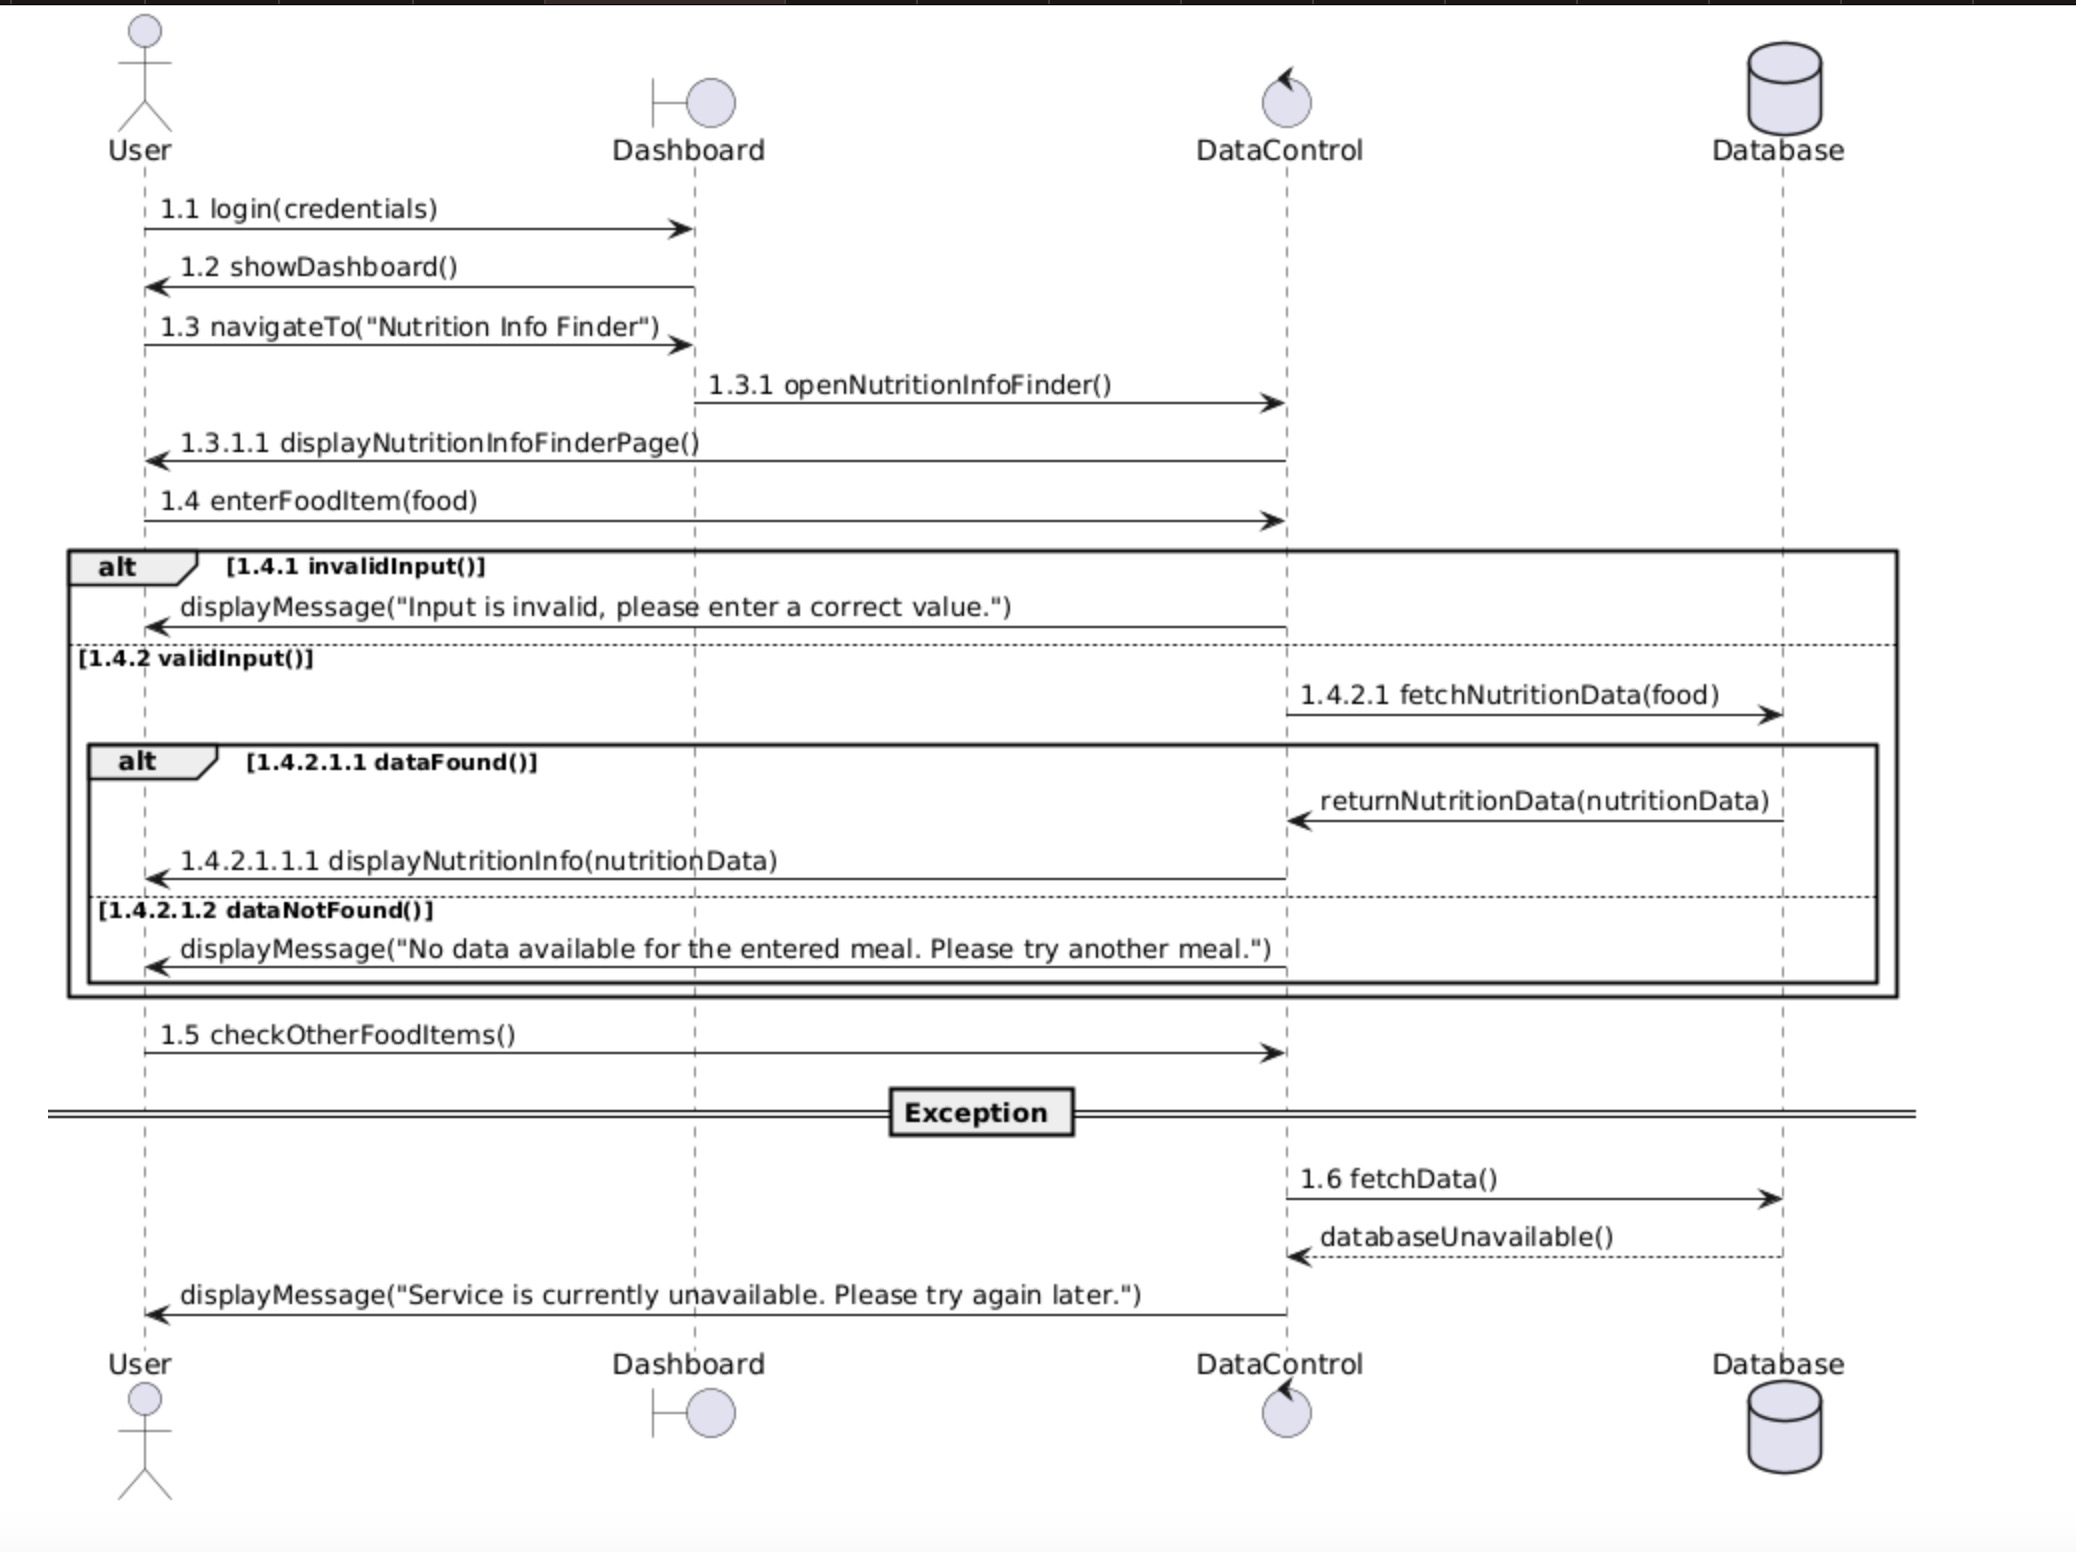 User
Dashboard
DataControl
Database
1.1 login(credentials)
1.2 showDashboard()
1.3 navigateTo("Nutrition Info Finder")
1.3.1 openNutritionInfoFinder()
1.3.1.1 displayNutritionInfoFinderPage()
1.4 enterFoodItem(food)
alt [1.4.1 invalidInput()]
displayMessage("Input is invalid, please enter a correct value.")
[1.4.2 validInput()]
1.4.2.1 fetchNutritionData(food)
alt [1.4.2.1.1 dataFound()]
returnNutritionData(nutritionData)
1.4.2.1.1.1 displayNutritionInfo(nutritionData)
[1.4.2.1.2 dataNotFound()]
displayMessage("No data available for the entered meal. Please try another meal.")
1.5 checkOtherFoodItems()
Exception
1.6 fetchData()
databaseUnavailable()
displayMessage("Service is currently unavailable. Please try again later.")
User
Dashboard
DataControl
Database